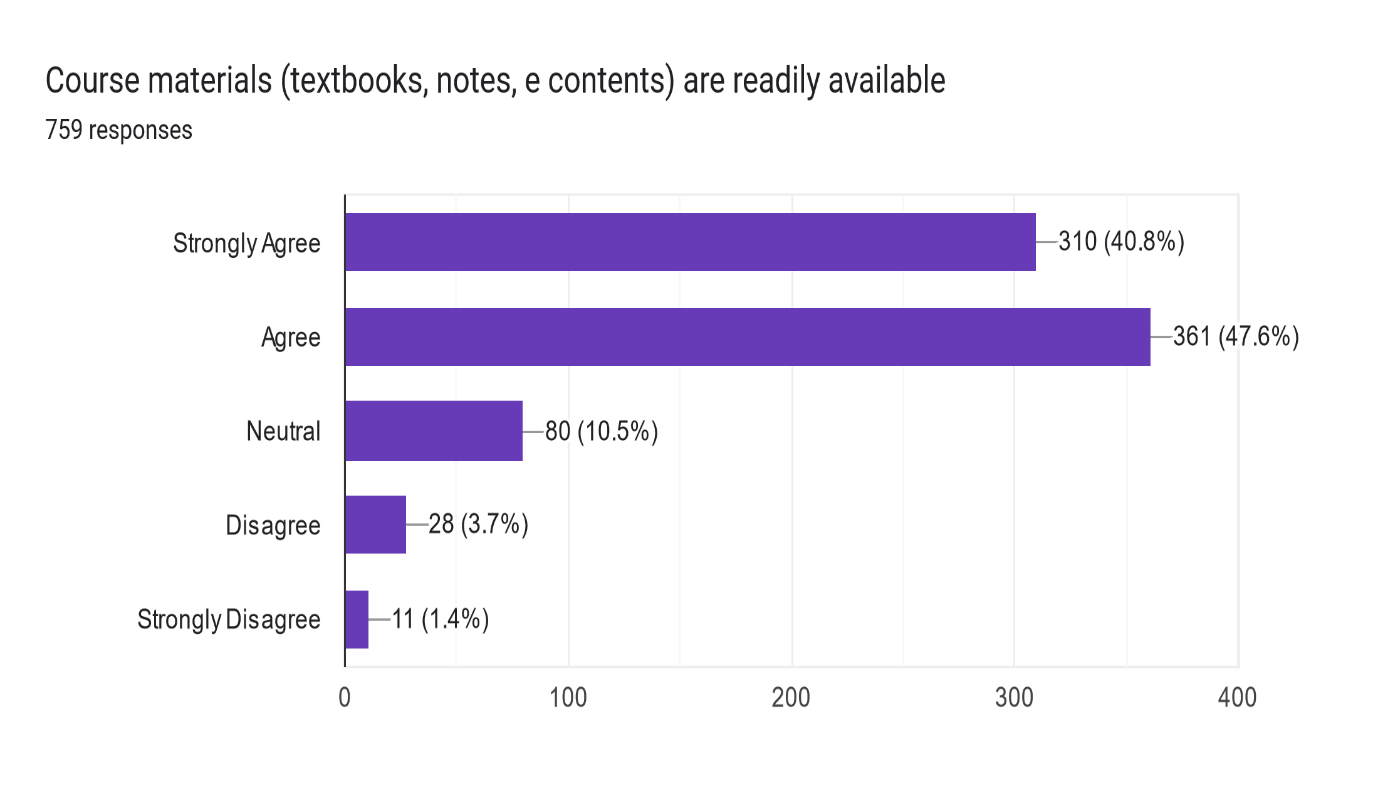 Course materials (textbooks, notes, e contents) are readily available
759 responses
Strongly Agree 310 (40.8%)
Agree 361 (47.6%)
Neutral 80 (10.5%)
Disagree 28 (3.7%)
Strongly Disagree 11 (1.4%)
0 100 200 300 400